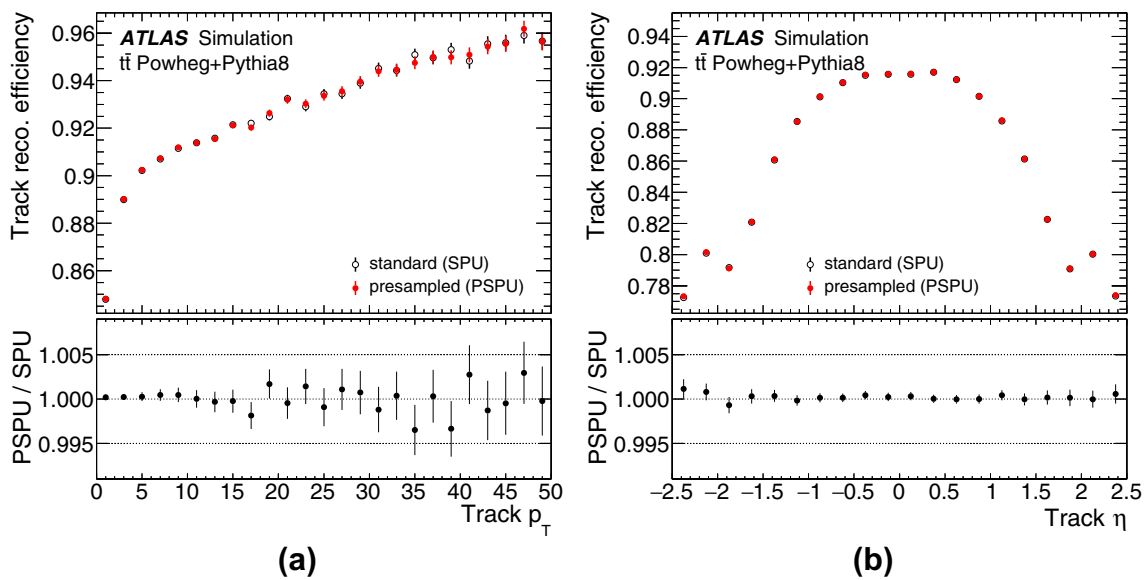 Track reco. efficiency
0.96
0.94
0.92
0.9
0.88
0.86
ATLAS Simulation
tt̄ Powheg+Pythia8
standard (SPU)
presampled (PSPU)
PSPU / SPU
1.005
1.000
0.995
0 5 10 15 20 25 30 35 40 45 50
Track p_T
(a)
Track reco. efficiency
0.96
0.92
0.88
0.84
0.8
0.82
0.78
ATLAS Simulation
tt̄ Powheg+Pythia8
standard (SPU)
presampled (PSPU)
PSPU / SPU
1.005
1.000
0.995
−2.5 −2 −1.5 −1 −0.5 0 0.5 1 1.5 2 2.5
Track η
(b)